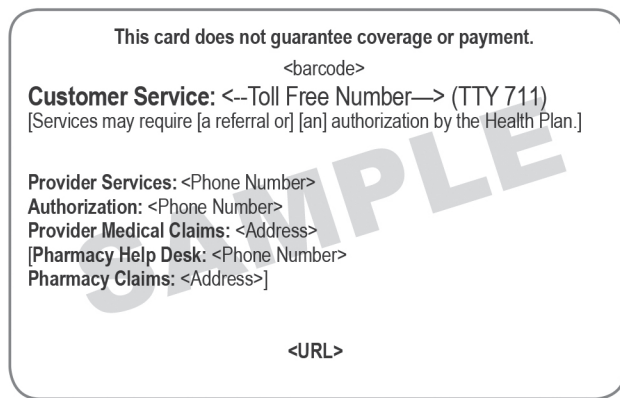 This card does not guarantee coverage or payment.
<barcode>
Customer Service: <--Toll Free Number—> (TTY 711)
[Services may require [a referral or] [an] authorization by the Health Plan.]
Provider Services: <Phone Number>
Authorization: <Phone Number>
Provider Medical Claims: <Address>
[Pharmacy Help Desk: <Phone Number>
Pharmacy Claims: <Address>]
SAMPLE
<URL>